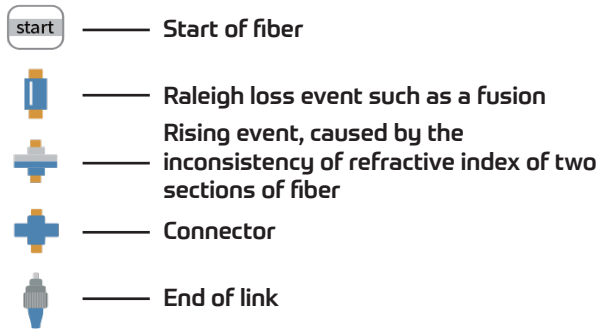 start
Start of fiber
Raleigh loss event such as a fusion
Rising event, caused by the
inconsistency of refractive index of two
sections of fiber
Connector
End of link